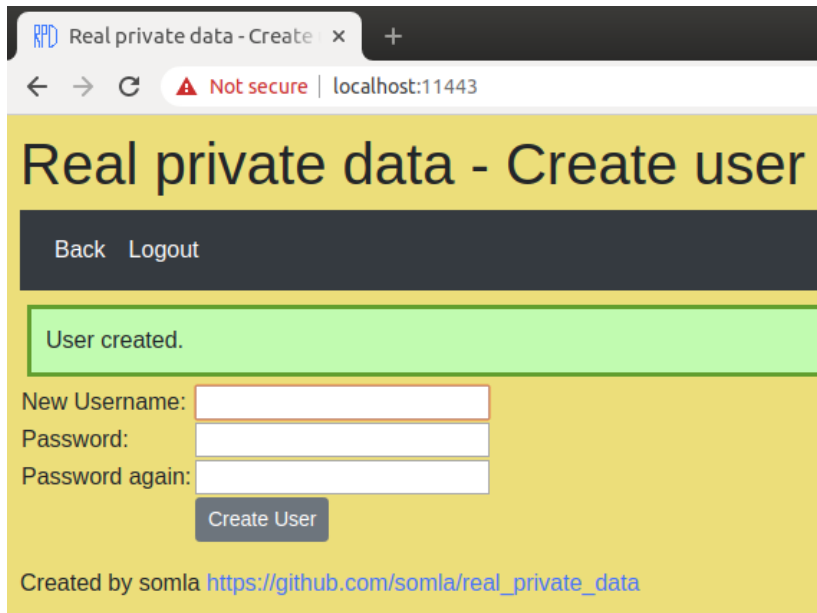 RPD Real private data - Create
Not secure | localhost:11443
Real private data - Create user
Back Logout
User created.
New Username:
Password:
Password again:
Create User
Created by somla https://github.com/somla/real_private_data